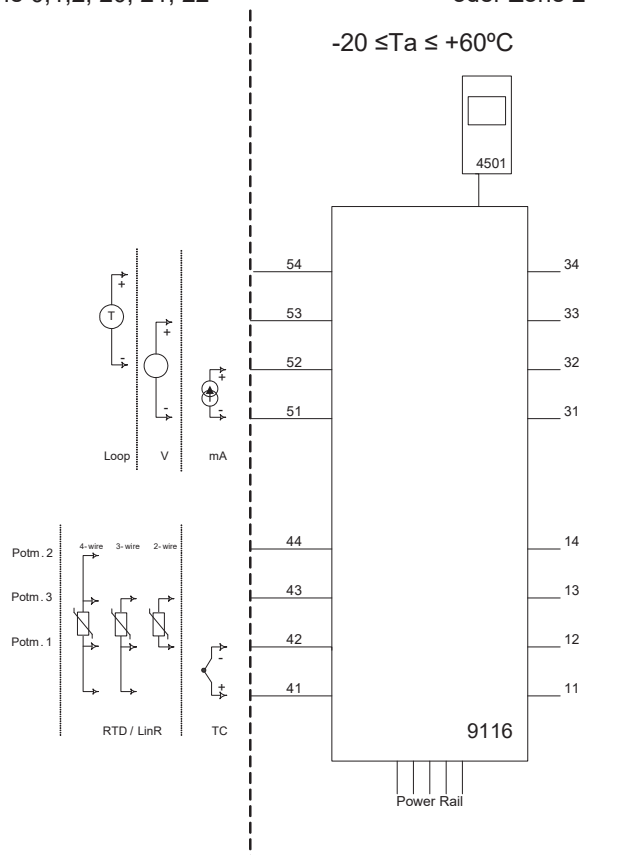 -20 ≤Ta ≤ +60ºC
4501
54
34
+
T
53
33
+
-
52
32
+
-
-
51
31
Loop
V
mA
44
14
4-wire
3-wire
2-wire
Potm. 2
43
13
Potm. 3
42
12
Potm. 1
-
+
41
11
RTD / LinR
TC
9116
Power Rail